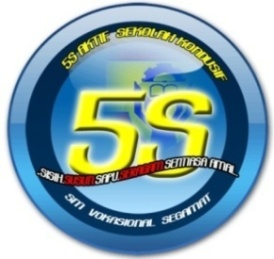 5S AKTIF SEKOLAH KONDUSIF
5S
SISIH,SUSUN,SAPU,SERAGAM,SENTIASA AMAL
SM VOKASIONAL SEGAMAT